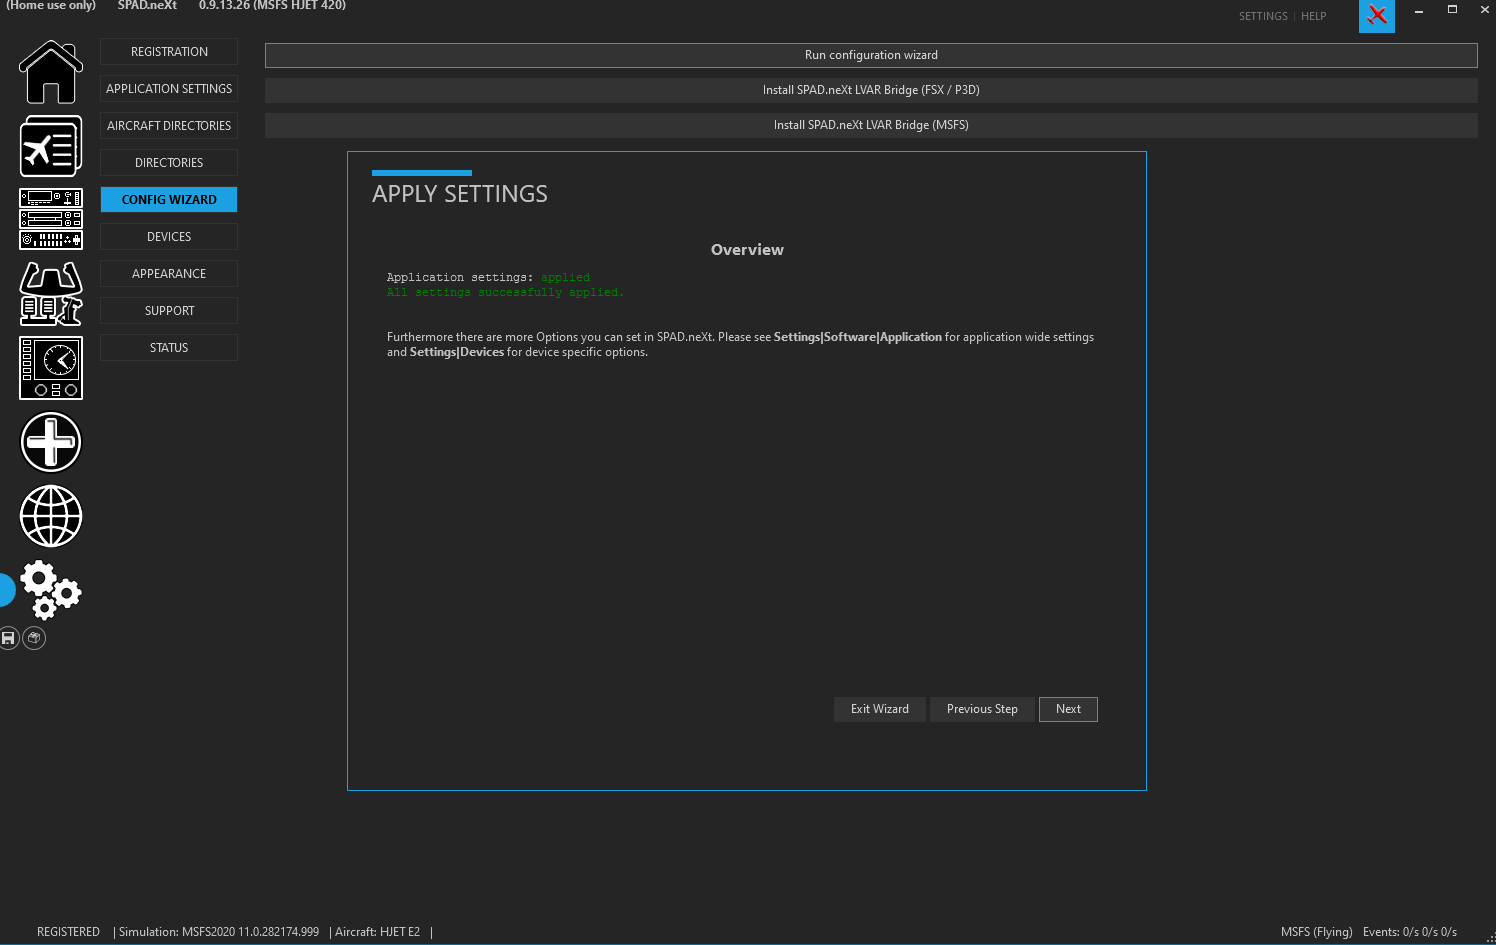 (Home use only) SPAD.neXt 0.9.13.26 (MSFS HJET 420)
SETTINGS | HELP
REGISTRATION
APPLICATION SETTINGS
AIRCRAFT DIRECTORIES
DIRECTORIES
CONFIG WIZARD
DEVICES
APPEARANCE
SUPPORT
STATUS
Run configuration wizard
Install SPAD.neXt LVAR Bridge (FSX / P3D)
Install SPAD.neXt LVAR Bridge (MSFS)
APPLY SETTINGS
Overview
Application settings: applied
All settings successfully applied.
Furthermore there are more Options you can set in SPAD.neXt. Please see Settings|Software|Application for application wide settings
and Settings|Devices for device specific options.
Exit Wizard Previous Step Next
REGISTERED | Simulation: MSFS2020 11.0.282174.999 | Aircraft: HJET E2 |
MSFS (Flying) Events: 0/s 0/s 0/s